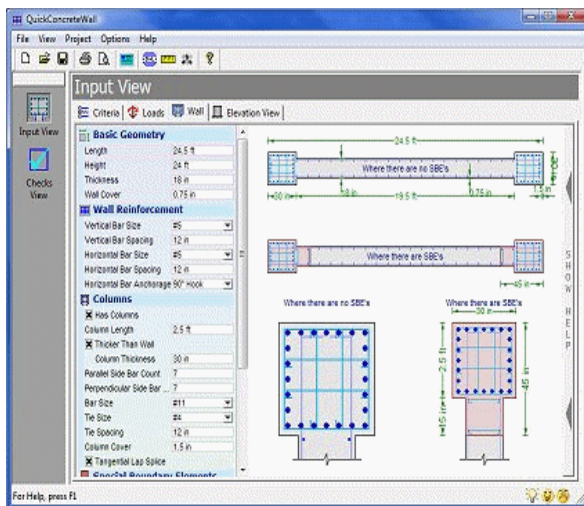 QuickConcreteWall
File View Project Options Help
Input View
Criteria Loads Wall Elevation View
Input View
Checks View
Basic Geometry
Length 24.5 ft
Height 24 ft
Thickness 18 in
Wall Cover 0.75 in
Wall Reinforcement
Vertical Bar Size #5
Vertical Bar Spacing 12 in
Horizontal Bar Size #5
Horizontal Bar Spacing 12 in
Horizontal Bar Anchorage 90° Hook
Columns
Has Columns
Column Length 2.5 ft
Thicker Than Wall
Column Thickness 30 in
Parallel Side Bar Count 7
Perpendicular Side Bar ... 7
Bar Size #11
Tie Size #4
Tie Spacing 12 in
Column Cover 1.5 in
Tangential Lap Splice
Special Boundary Elements
24.5 ft
Where there are no SBE's
30 in
18 in
19.5 ft
0.75 in
1.5 in
Where there are SBE's
45 in
Where there are no SBE's
Where there are SBE's
30 in
2.5 ft
15 in
45 in
SHOW HELP
For Help, press F1